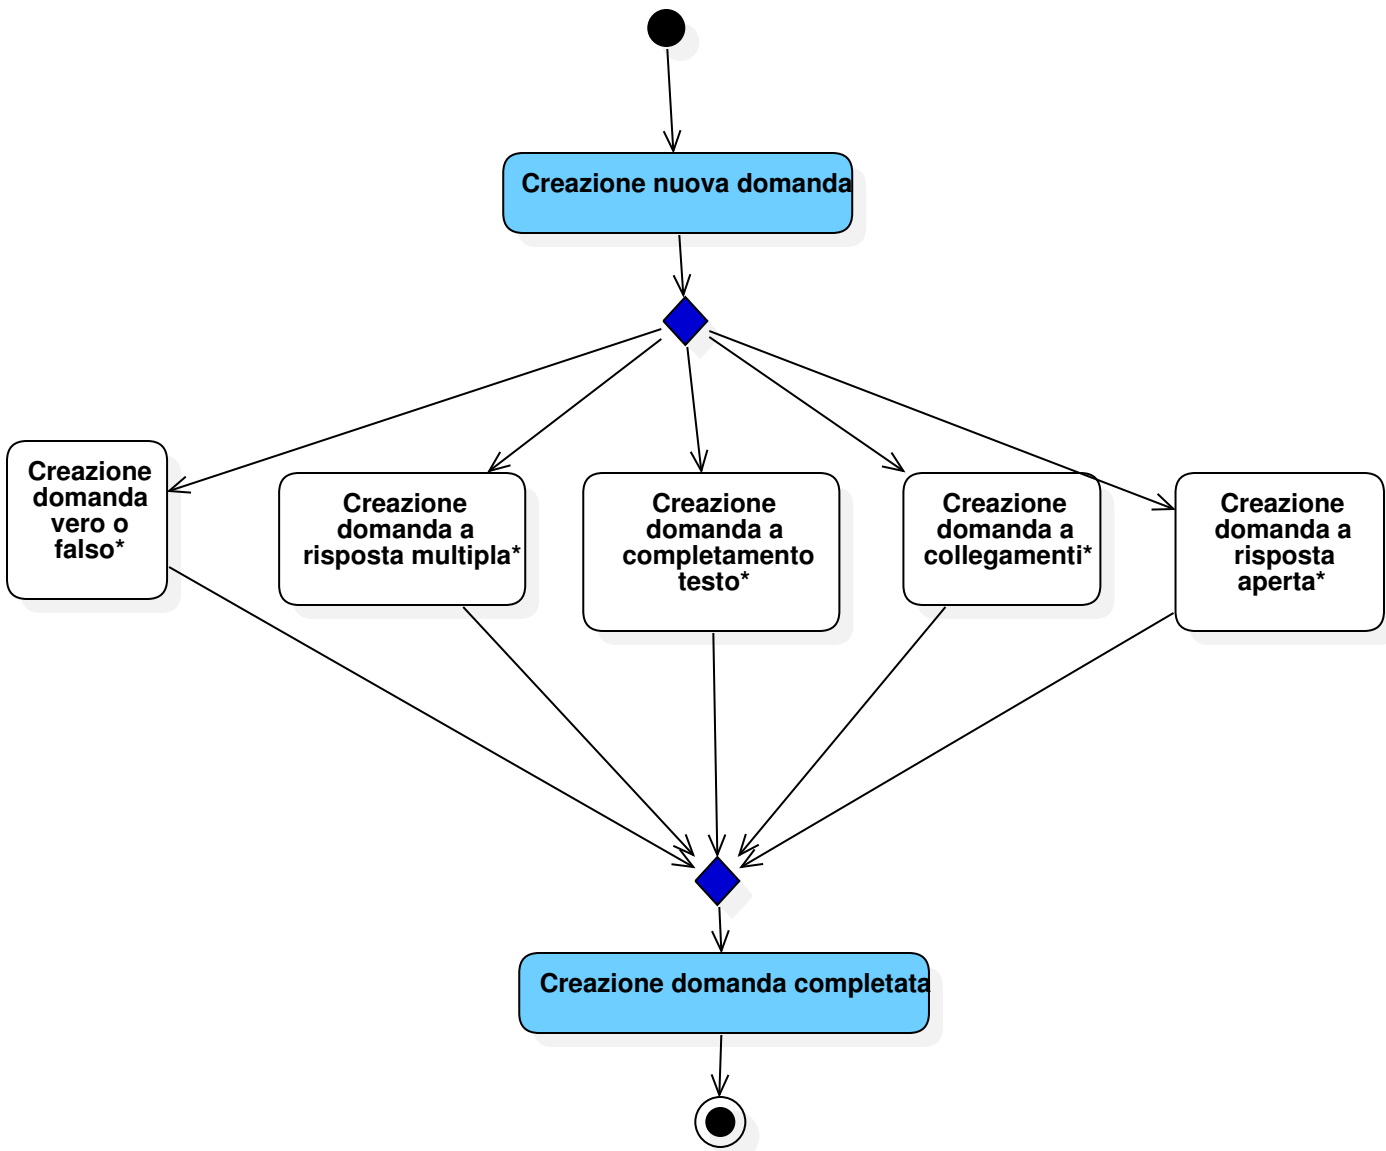 Creazione nuova domanda
Creazione
domanda
vero o
falso*
Creazione
domanda a
risposta multipla*
Creazione
domanda a
completamento
testo*
Creazione
domanda a
collegamenti*
Creazione
domanda a
risposta
aperta*
Creazione domanda completata